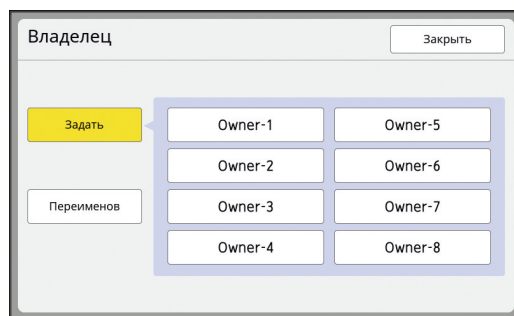 Владелец
Закрыть
Задать
Owner-1
Owner-5
Owner-2
Owner-6
Переименов
Owner-3
Owner-7
Owner-4
Owner-8